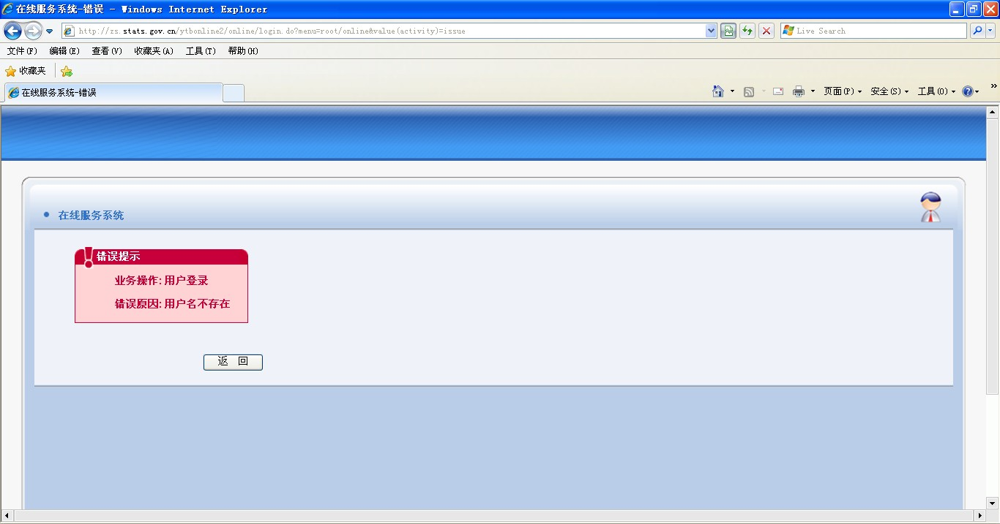 在线服务系统-错误 - Windows Internet Explorer
http://zs.stats.gov.cn/ytbonline2/online/login.do?menu=root/online&value(activity)=issue
Live Search
文件(F) 编辑(E) 查看(V) 收藏夹(A) 工具(T) 帮助(H)
收藏夹
在线服务系统-错误
页面(P) 安全(S) 工具(O)
在线服务系统
错误提示
业务操作: 用户登录
错误原因: 用户名不存在
返 回